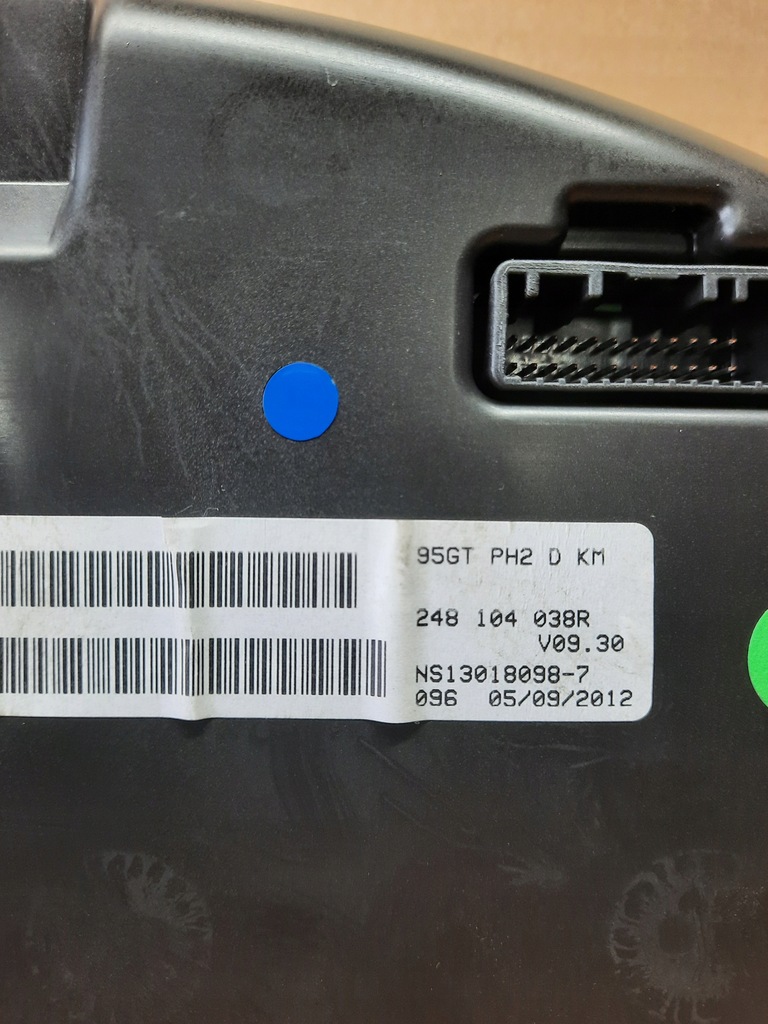 95GT PH2 D KM
248 104 038R
V09.30
NS13018098-7
096 05/09/2012